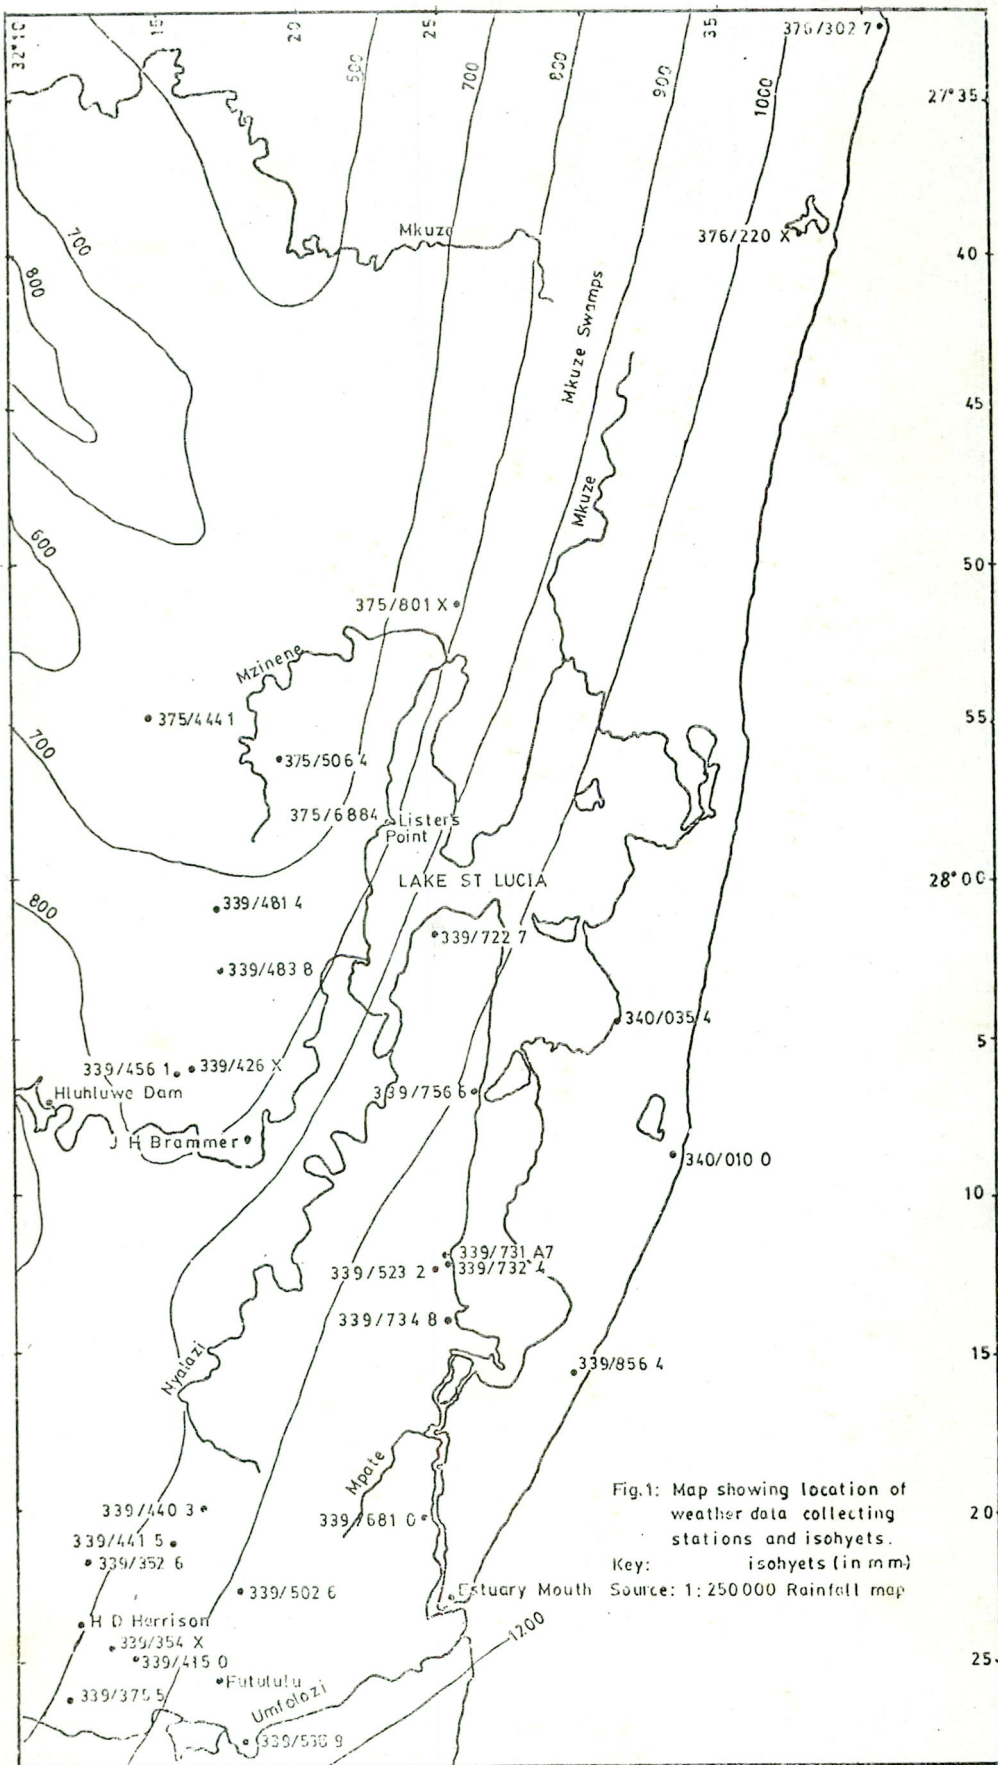 32°10
15
20
25
35
376/302 7
500
700
800
900
1000
27°35
Mkuze
376/220 X
40
700
800
Mkuze Swamps
45
Mkuze
600
50
375/801 X
Mzinene
375/444 1
55
700
375/506 4
375/688 4
Listers
Point
LAKE ST LUCIA
28°00
339/481 4
800
339/722 7
339/483 8
340/035 4
5
339/456 1
339/426 X
Hluhluwe Dam
339/756 6
J H Brammer
340/010 0
10
339/731 A7
339/732 4
339/523 2
339/734 8
15
339/856 4
Nyalazi
Mpate
Fig.1: Map showing location of
weather data collecting
stations and isohyets.
Key: isohyets (in mm)
Source: 1:250000 Rainfall map
339/440 3
339/681 0
20
339/441 5
339/352 6
339/502 6
Estuary Mouth
H D Harrison
1200
339/354 X
339/415 0
25
Futululu
339/375 5
Umfolozi